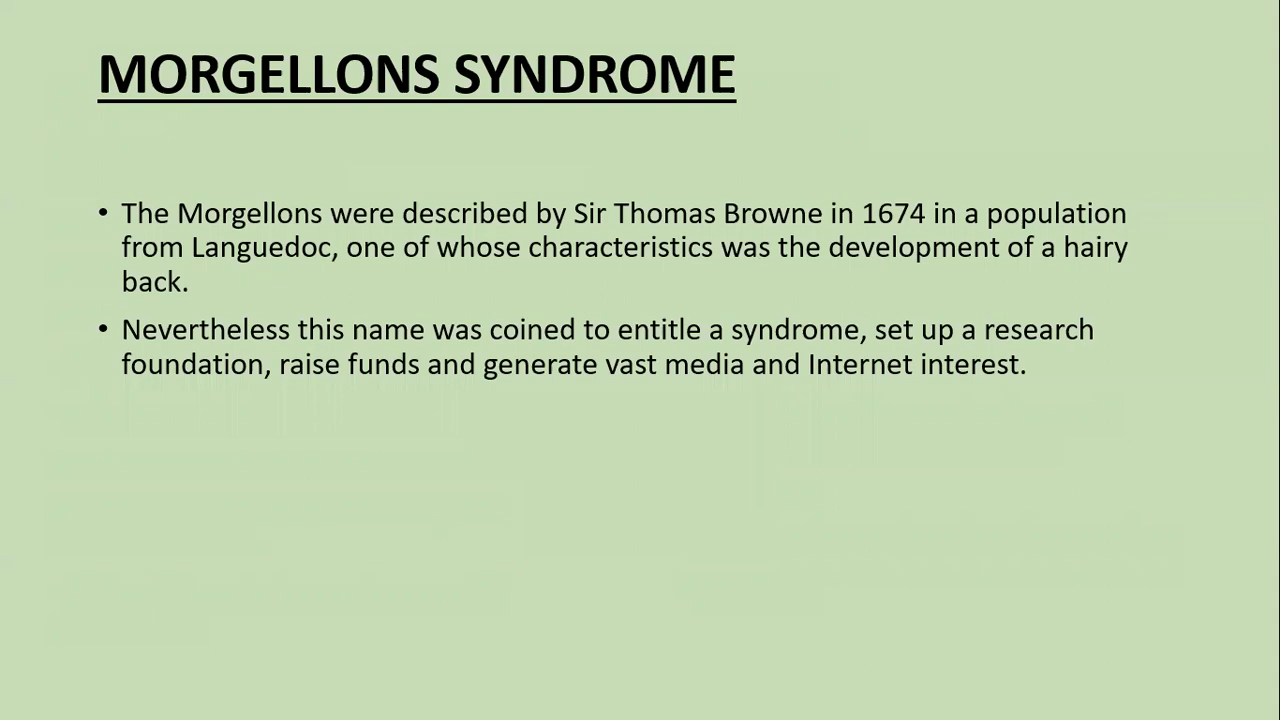 MORGELLONS SYNDROME
• The Morgellons were described by Sir Thomas Browne in 1674 in a population
from Languedoc, one of whose characteristics was the development of a hairy
back.
• Nevertheless this name was coined to entitle a syndrome, set up a research
foundation, raise funds and generate vast media and Internet interest.